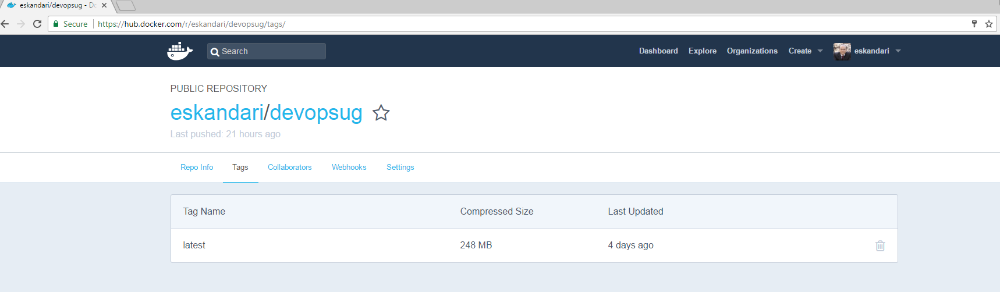 eskandari/devopsug - Do
Secure https://hub.docker.com/r/eskandari/devopsug/tags/
Search Dashboard Explore Organizations Create eskandari
PUBLIC REPOSITORY
eskandari/devopsug
Last pushed: 21 hours ago
Repo Info Tags Collaborators Webhooks Settings
Tag Name Compressed Size Last Updated
latest 248 MB 4 days ago